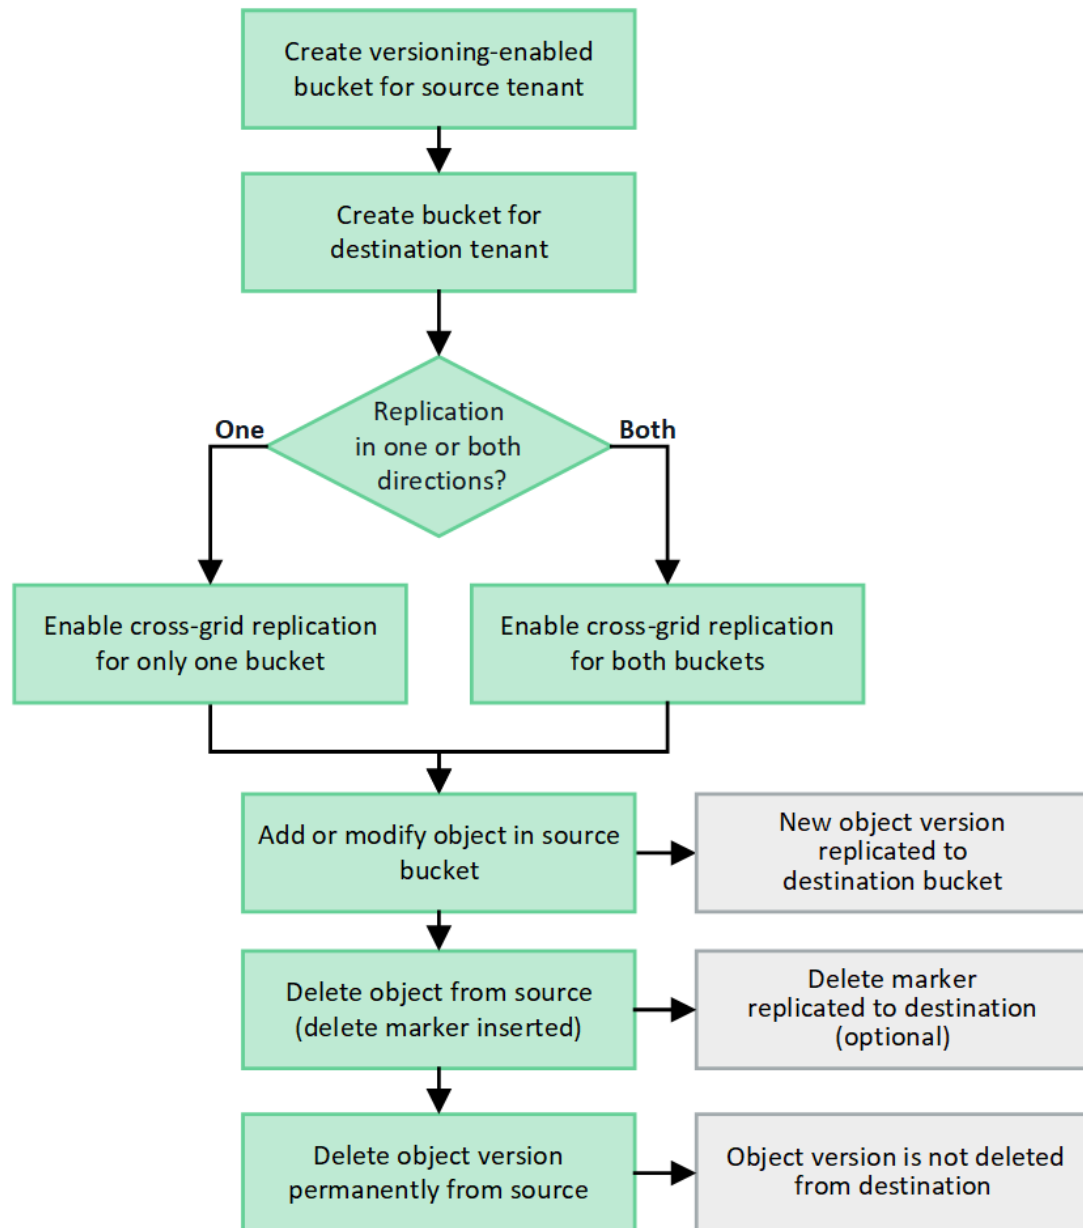 Create versioning-enabled
bucket for source tenant
Create bucket for
destination tenant
Replication
in one or both
directions?
One
Both
Enable cross-grid replication
for only one bucket
Enable cross-grid replication
for both buckets
Add or modify object in source
bucket
New object version
replicated to
destination bucket
Delete object from source
(delete marker inserted)
Delete marker
replicated to destination
(optional)
Delete object version
permanently from source
Object version is not deleted
from destination